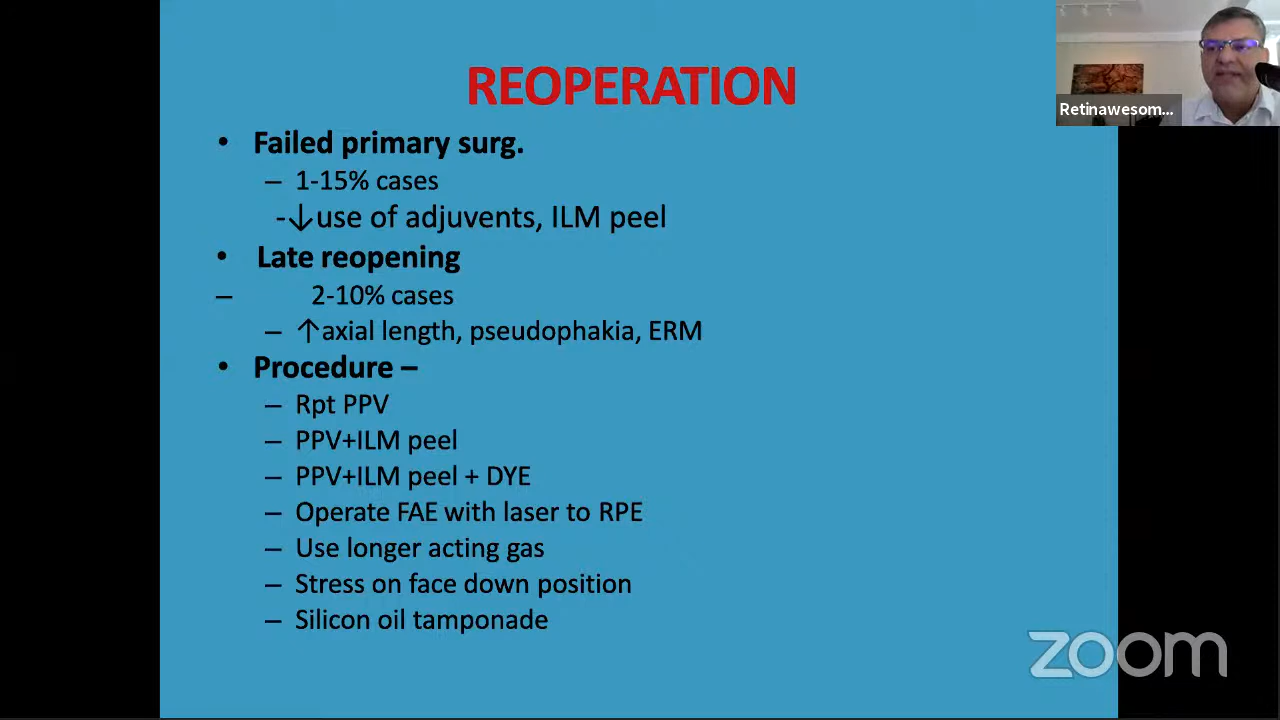 REOPERATION
Retinawesom...
• Failed primary surg.
– 1-15% cases
-↓use of adjuvents, ILM peel
• Late reopening
– 2-10% cases
– ↑axial length, pseudophakia, ERM
• Procedure –
– Rpt PPV
– PPV+ILM peel
– PPV+ILM peel + DYE
– Operate FAE with laser to RPE
– Use longer acting gas
– Stress on face down position
– Silicon oil tamponade
zoom